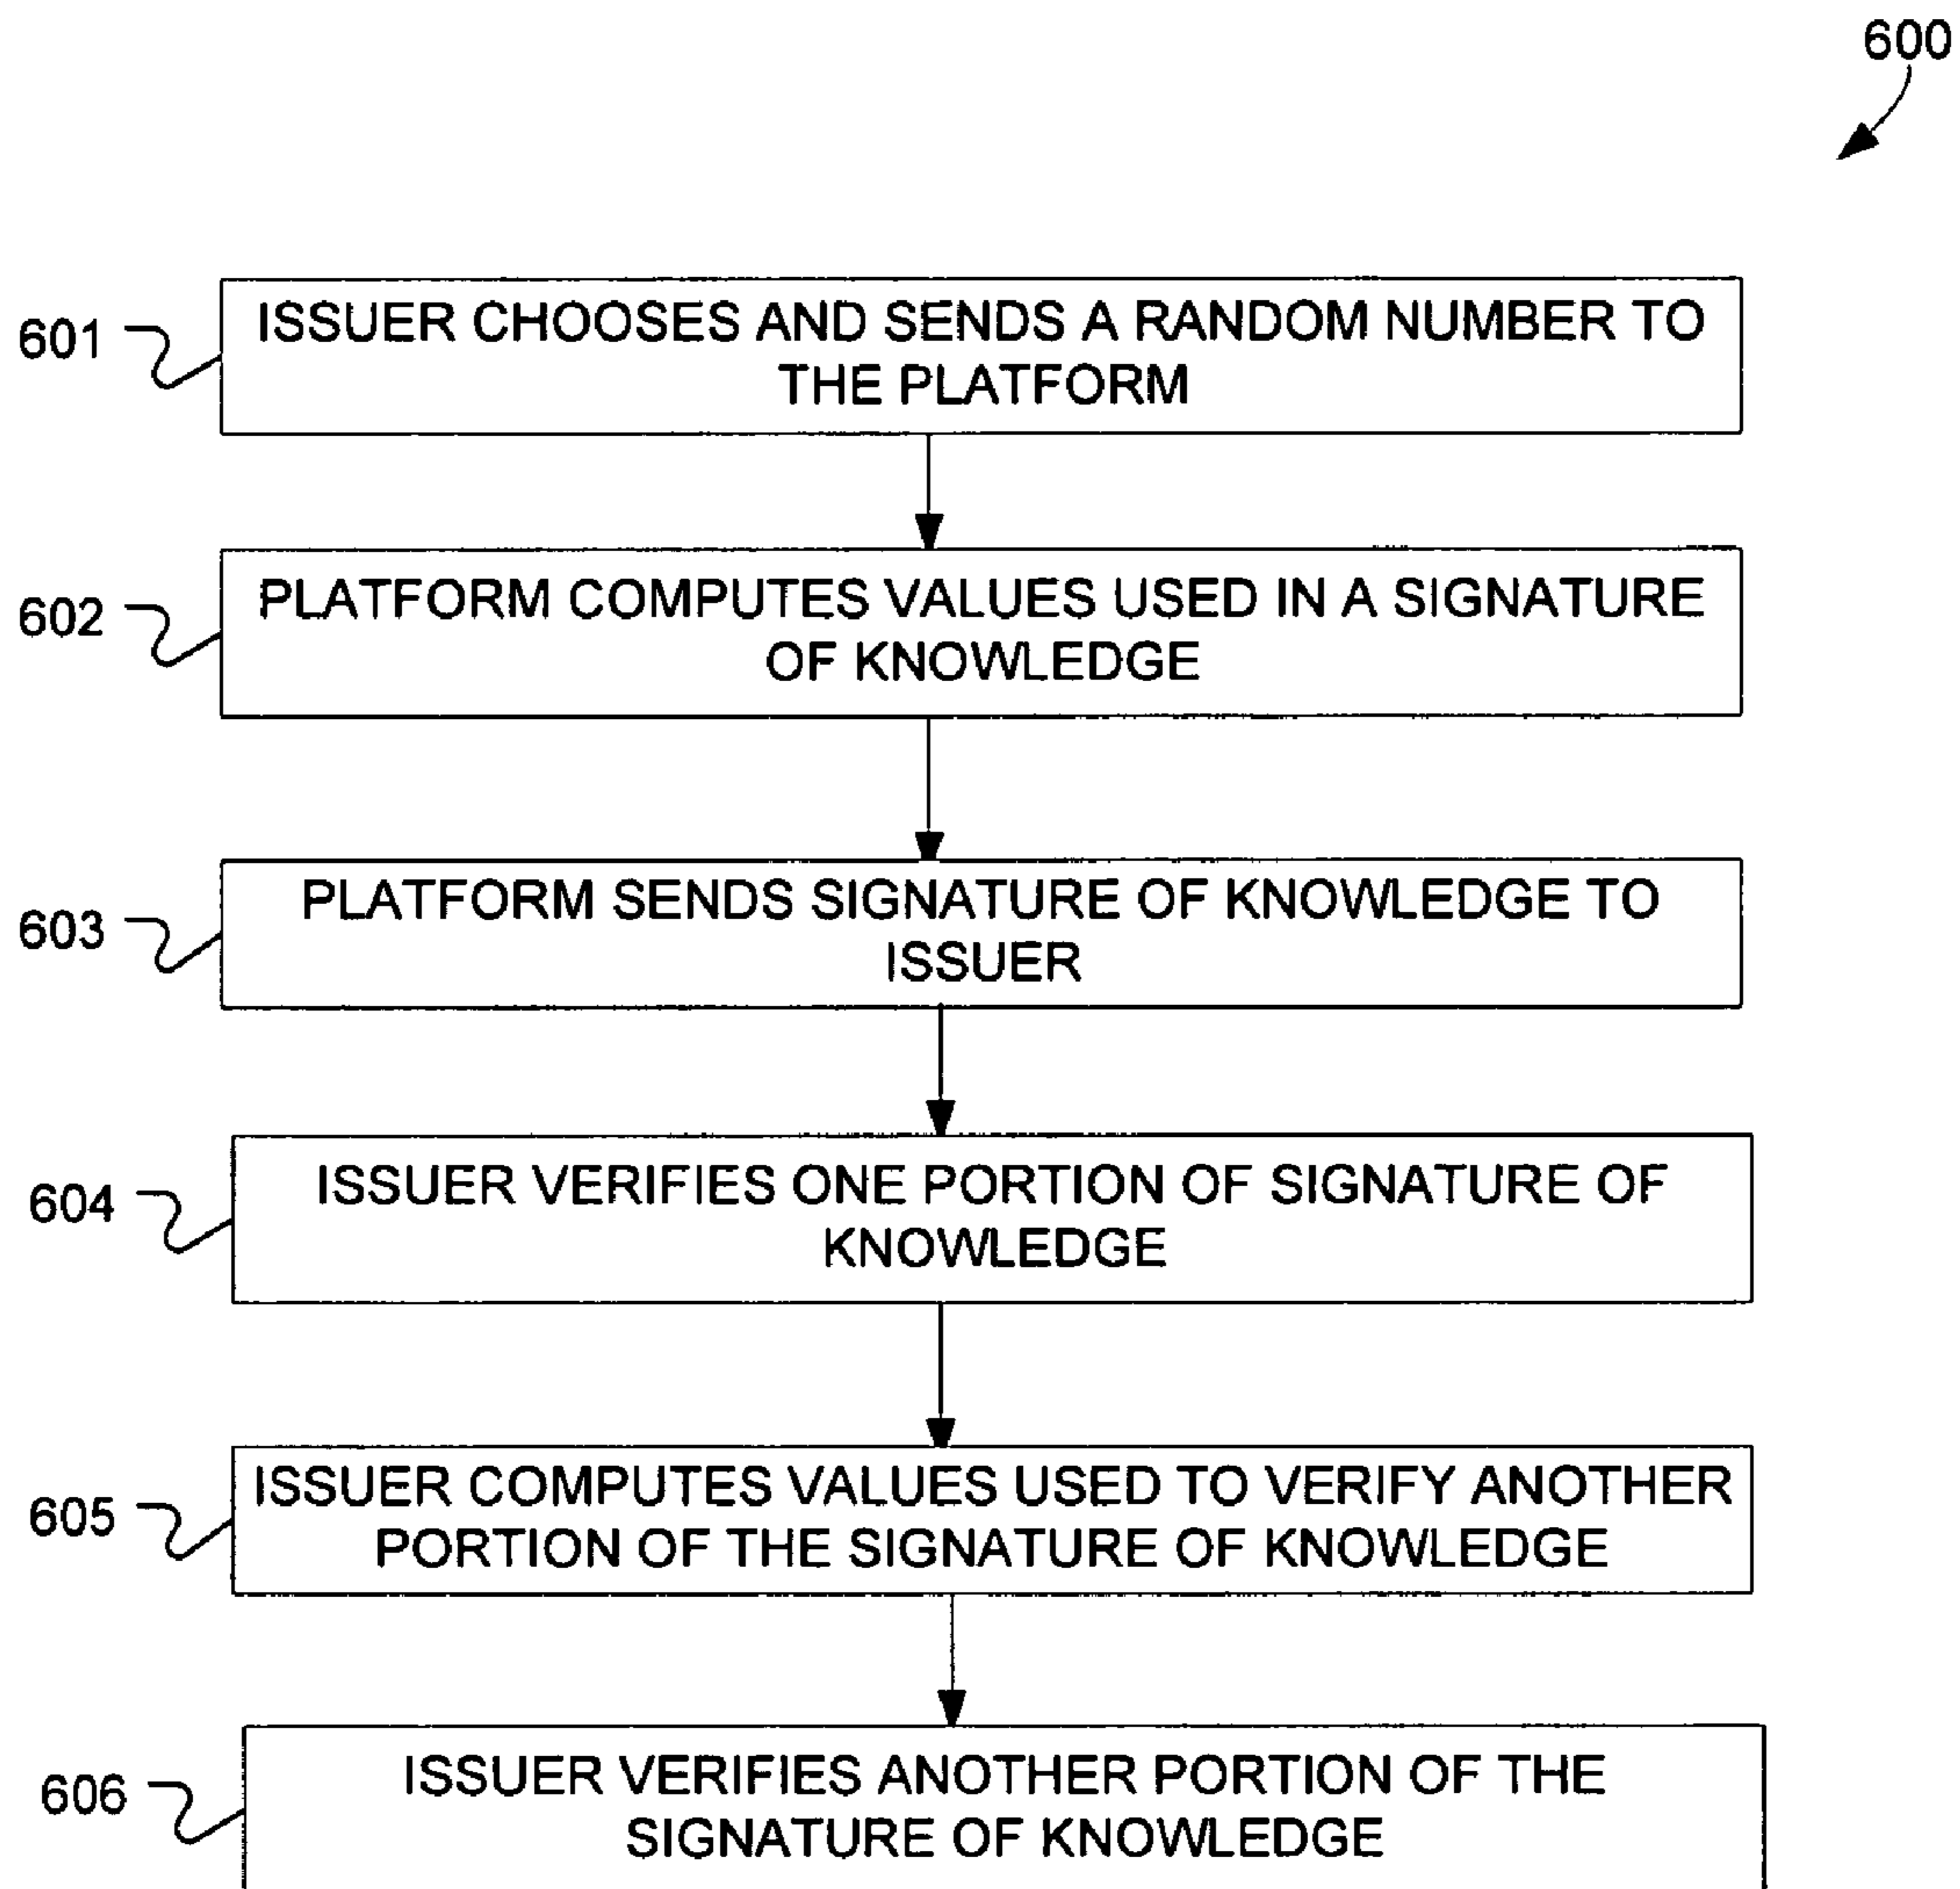 600
601
ISSUER CHOOSES AND SENDS A RANDOM NUMBER TO
THE PLATFORM
602
PLATFORM COMPUTES VALUES USED IN A SIGNATURE
OF KNOWLEDGE
603
PLATFORM SENDS SIGNATURE OF KNOWLEDGE TO
ISSUER
604
ISSUER VERIFIES ONE PORTION OF SIGNATURE OF
KNOWLEDGE
605
ISSUER COMPUTES VALUES USED TO VERIFY ANOTHER
PORTION OF THE SIGNATURE OF KNOWLEDGE
606
ISSUER VERIFIES ANOTHER PORTION OF THE
SIGNATURE OF KNOWLEDGE